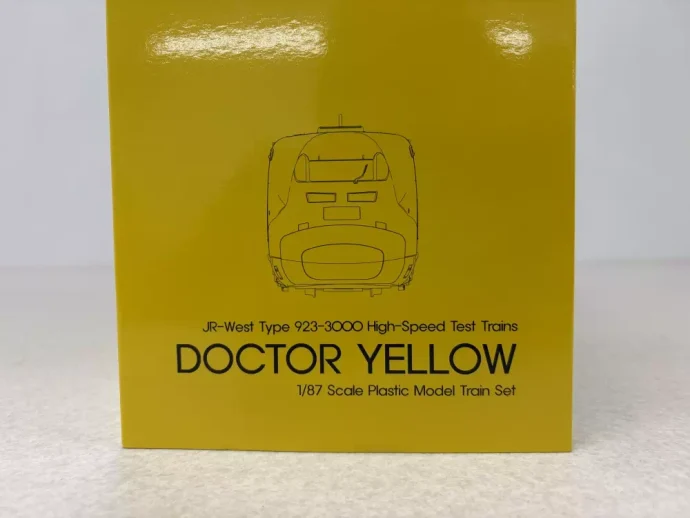 JR-West Type 923-3000 High-Speed Test Trains
DOCTOR YELLOW
1/87 Scale Plastic Model Train Set